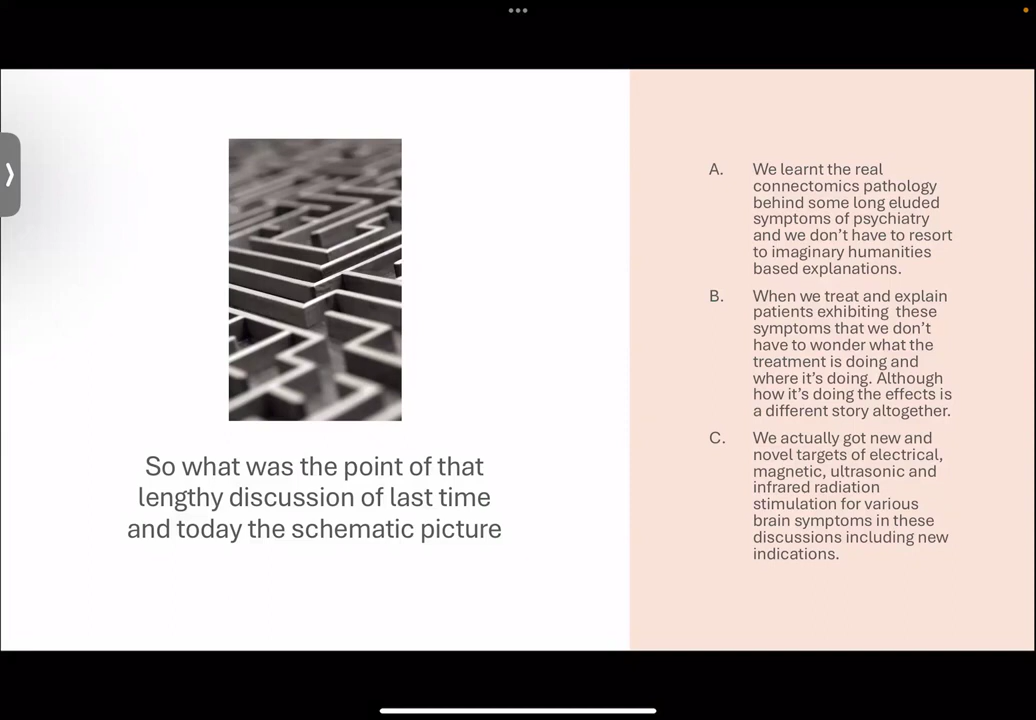 So what was the point of that
lengthy discussion of last time
and today the schematic picture
A. We learnt the real
connectomics pathology
behind some long eluded
symptoms of psychiatry
and we don't have to resort
to imaginary humanities
based explanations.
B. When we treat and explain
patients exhibiting these
symptoms that we don't
have to wonder what the
treatment is doing and
where it's doing. Although
how it's doing the effects is
a different story altogether.
C. We actually got new and
novel targets of electrical,
magnetic, ultrasonic and
infrared radiation
stimulation for various
brain symptoms in these
discussions including new
indications.